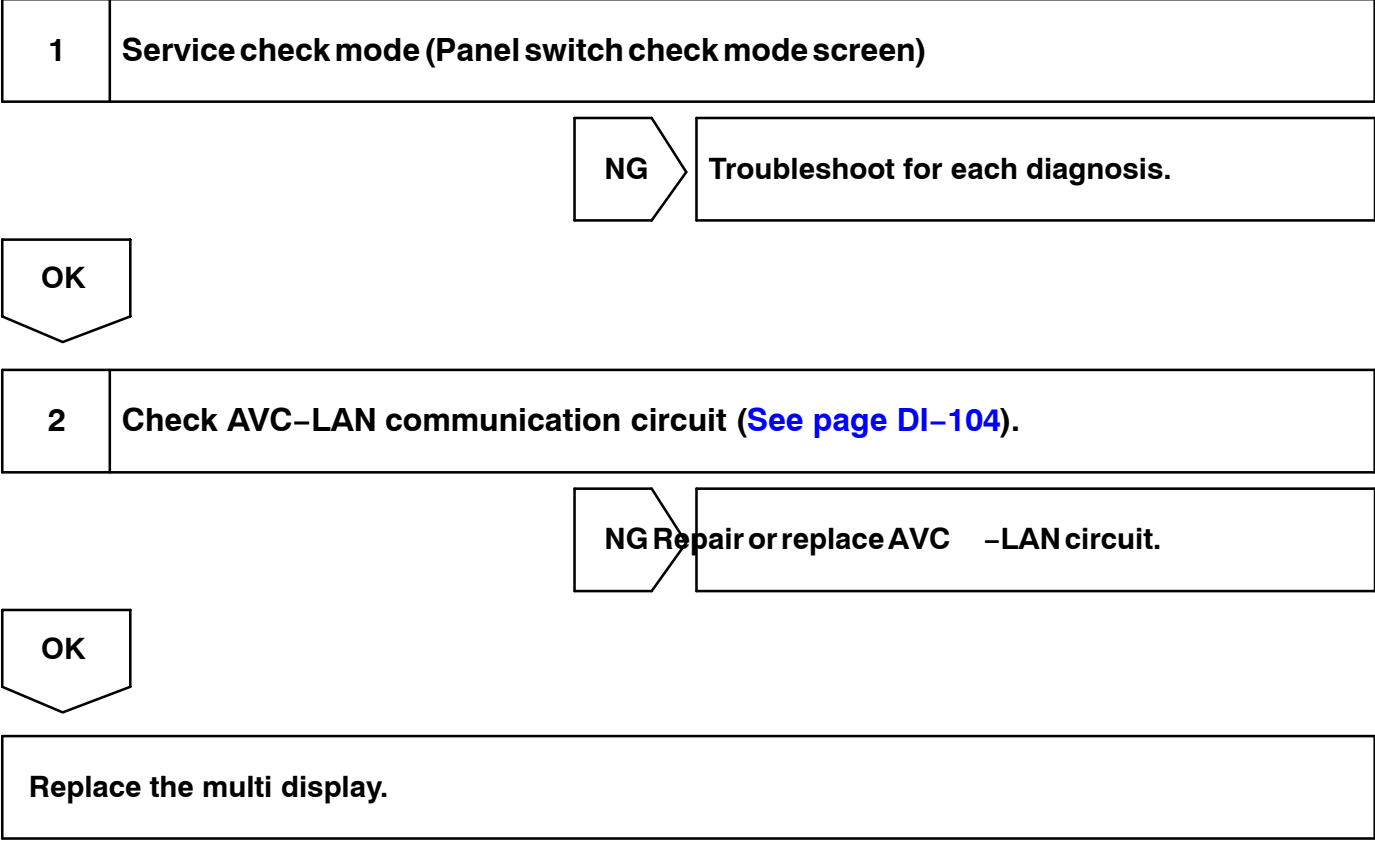 1 Service check mode (Panel switch check mode screen)
NG Troubleshoot for each diagnosis.
OK
2 Check AVC–LAN communication circuit (See page DI–104).
NG Repair or replace AVC –LAN circuit.
OK
Replace the multi display.